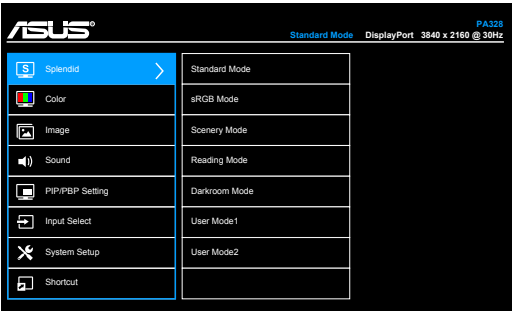 ASUS
PA328
Standard Mode DisplayPort 3840 x 2160 @ 30Hz
S Splendid
Color
Image
Sound
PIP/PBP Setting
Input Select
System Setup
Shortcut
Standard Mode
sRGB Mode
Scenery Mode
Reading Mode
Darkroom Mode
User Mode1
User Mode2